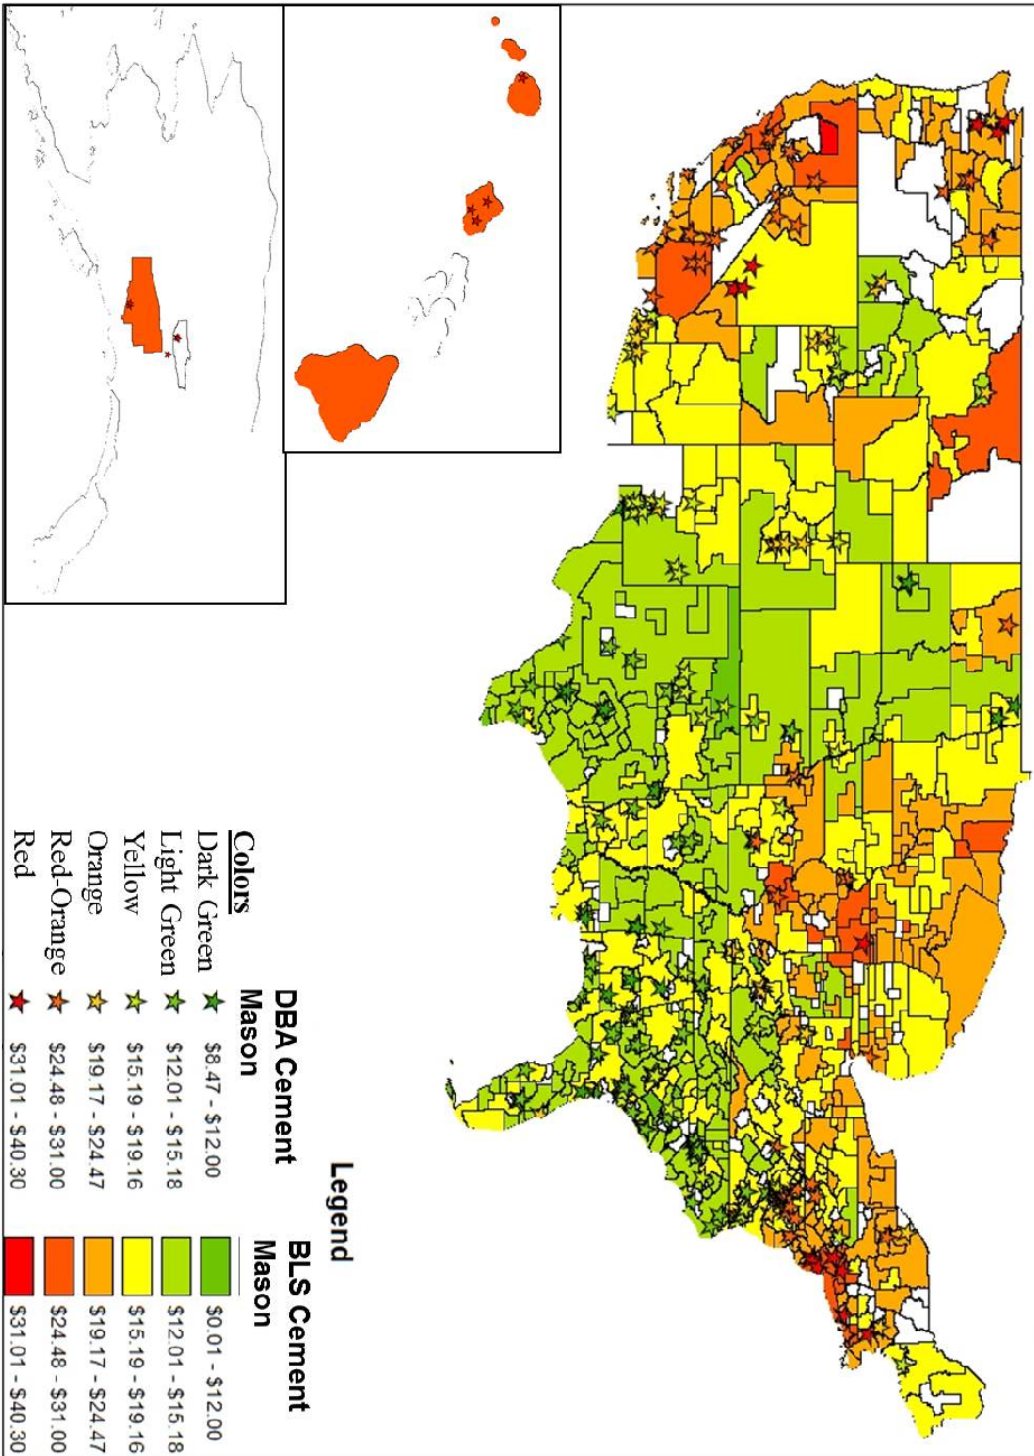 Legend
DBA Cement
Mason
BLS Cement
Mason
Colors
Dark Green $8.47 - $12.00 $0.01 - $12.00
Light Green $12.01 - $15.18 $12.01 - $15.18
Yellow $15.19 - $19.16 $15.19 - $19.16
Orange $19.17 - $24.47 $19.17 - $24.47
Red-Orange $24.48 - $31.00 $24.48 - $31.00
Red $31.01 - $40.30 $31.01 - $40.30